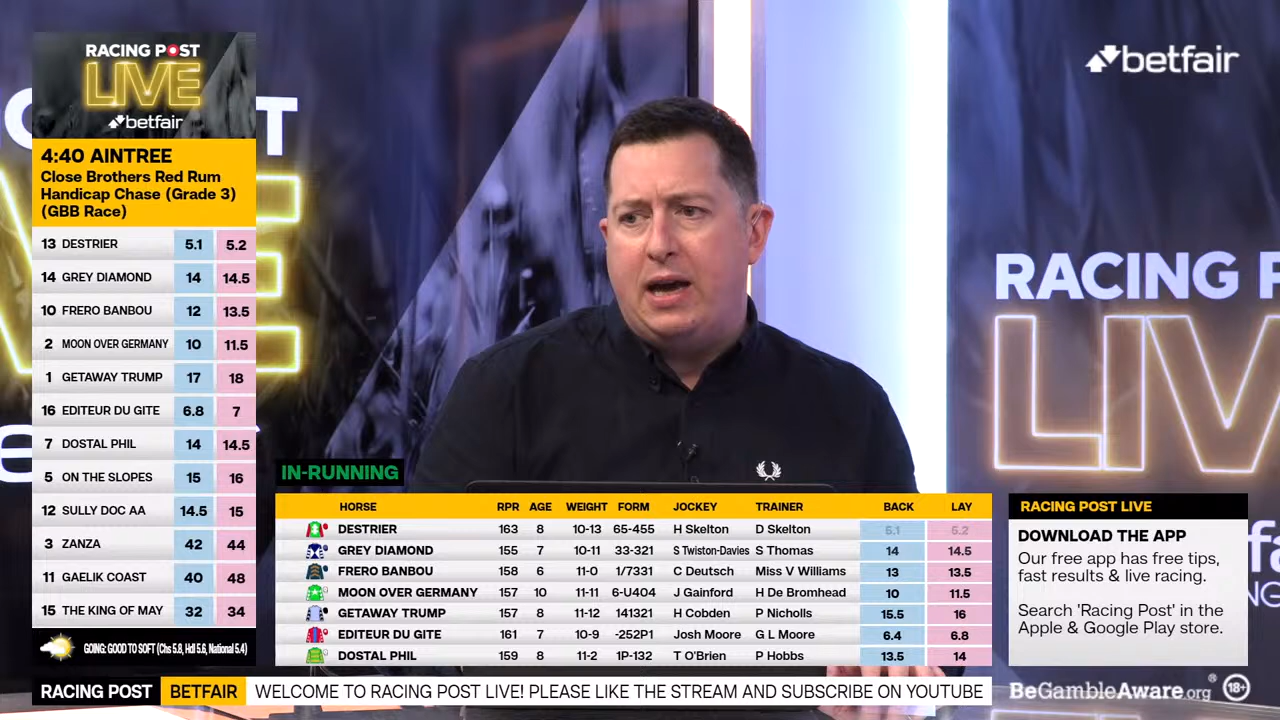 RACING POST
LIVE
betfair
4:40 AINTREE
Close Brothers Red Rum
Handicap Chase (Grade 3)
(GBB Race)
13 DESTRIER 5.1 5.2
14 GREY DIAMOND 14 14.5
10 FRERO BANBOU 12 13.5
2 MOON OVER GERMANY 10 11.5
1 GETAWAY TRUMP 17 18
16 EDITEUR DU GITE 6.8 7
7 DOSTAL PHIL 14 14.5
5 ON THE SLOPES 15 16
12 SULLY DOC AA 14.5 15
3 ZANZA 42 44
11 GAELIK COAST 40 48
15 THE KING OF MAY 32 34
GOING: GOOD TO SOFT (Chs 5.8, Hdl 5.6, National 5.4)
betfair
RACING P
LIV
IN-RUNNING
HORSE RPR AGE WEIGHT FORM JOCKEY TRAINER BACK LAY
DESTRIER 163 8 10-13 65-455 H Skelton D Skelton 5.1 5.2
GREY DIAMOND 155 7 10-11 33-321 S Twiston-Davies S Thomas 14 14.5
FRERO BANBOU 158 6 11-0 1/7331 C Deutsch Miss V Williams 13 13.5
MOON OVER GERMANY 157 10 11-11 6-U404 J Gainford H De Bromhead 10 11.5
GETAWAY TRUMP 157 8 11-12 141321 H Cobden P Nicholls 15.5 16
EDITEUR DU GITE 161 7 10-9 -252P1 Josh Moore G L Moore 6.4 6.8
DOSTAL PHIL 159 8 11-2 1P-132 T O'Brien P Hobbs 13.5 14
RACING POST LIVE
DOWNLOAD THE APP
Our free app has free tips,
fast results & live racing.
Search 'Racing Post' in the
Apple & Google Play store.
RACING POST BETFAIR WELCOME TO RACING POST LIVE! PLEASE LIKE THE STREAM AND SUBSCRIBE ON YOUTUBE
BeGambleAware.org® 18+